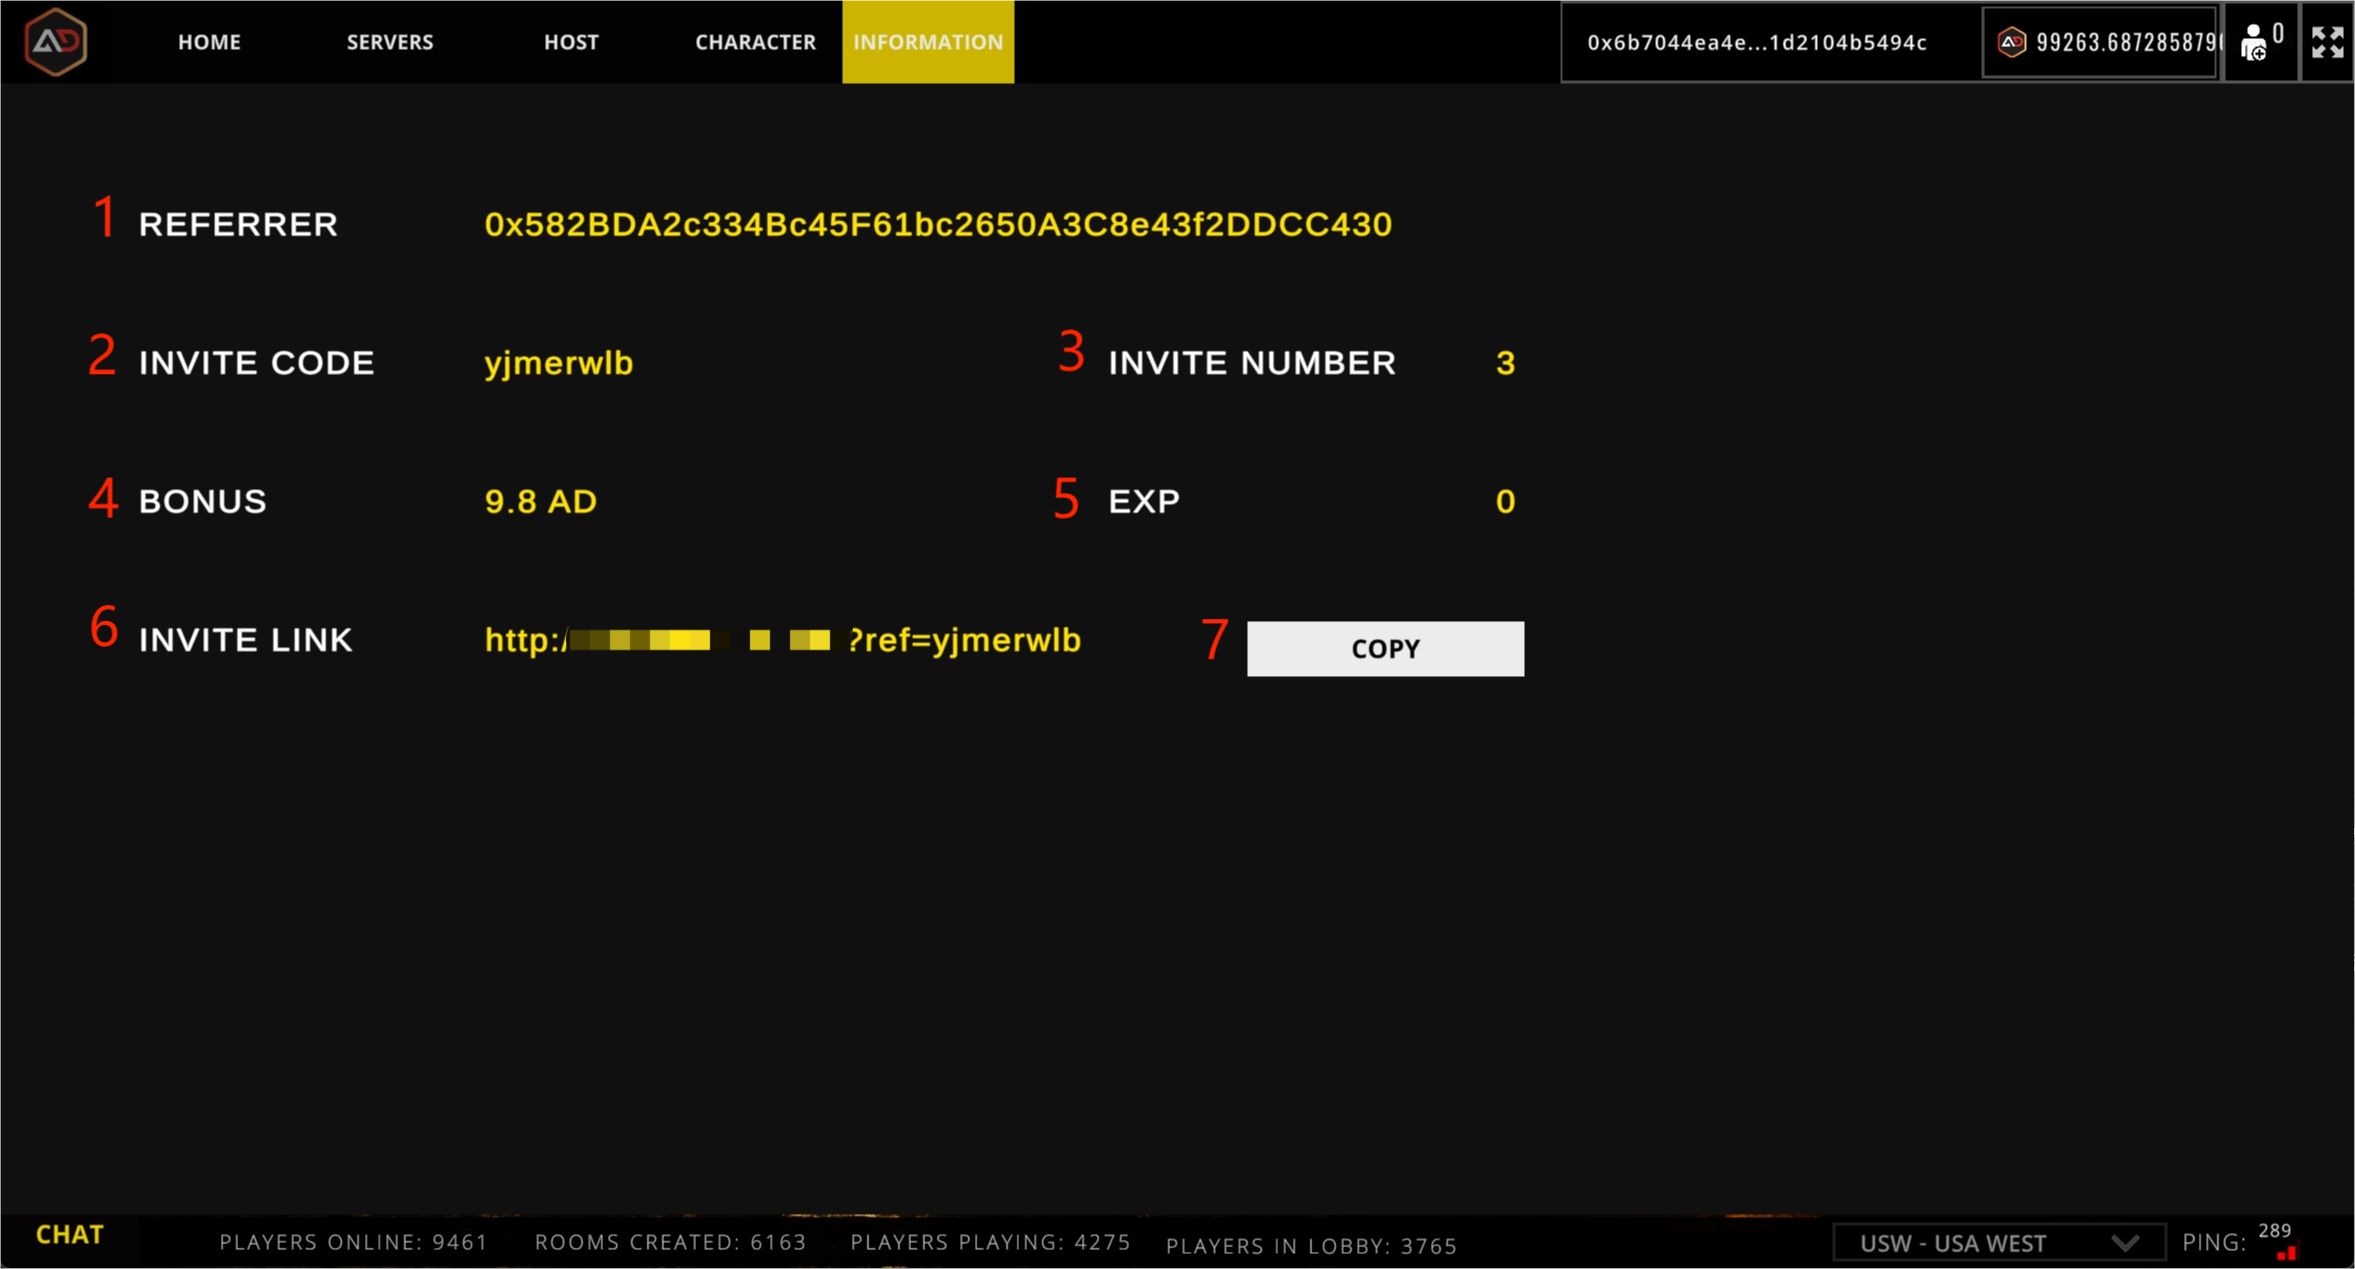 AD HOME SERVERS HOST CHARACTER INFORMATION 0x6b7044ea4e...1d2104b5494c AD 99263.6872858790 0
1 REFERRER 0x582BDA2c334Bc45F61bc2650A3C8e43f2DDCC430
2 INVITE CODE yjmerwlb 3 INVITE NUMBER 3
4 BONUS 9.8 AD 5 EXP 0
6 INVITE LINK http:/ ?ref=yjmerwlb 7 COPY
CHAT PLAYERS ONLINE: 9461 ROOMS CREATED: 6163 PLAYERS PLAYING: 4275 PLAYERS IN LOBBY: 3765 USW - USA WEST PING: 289